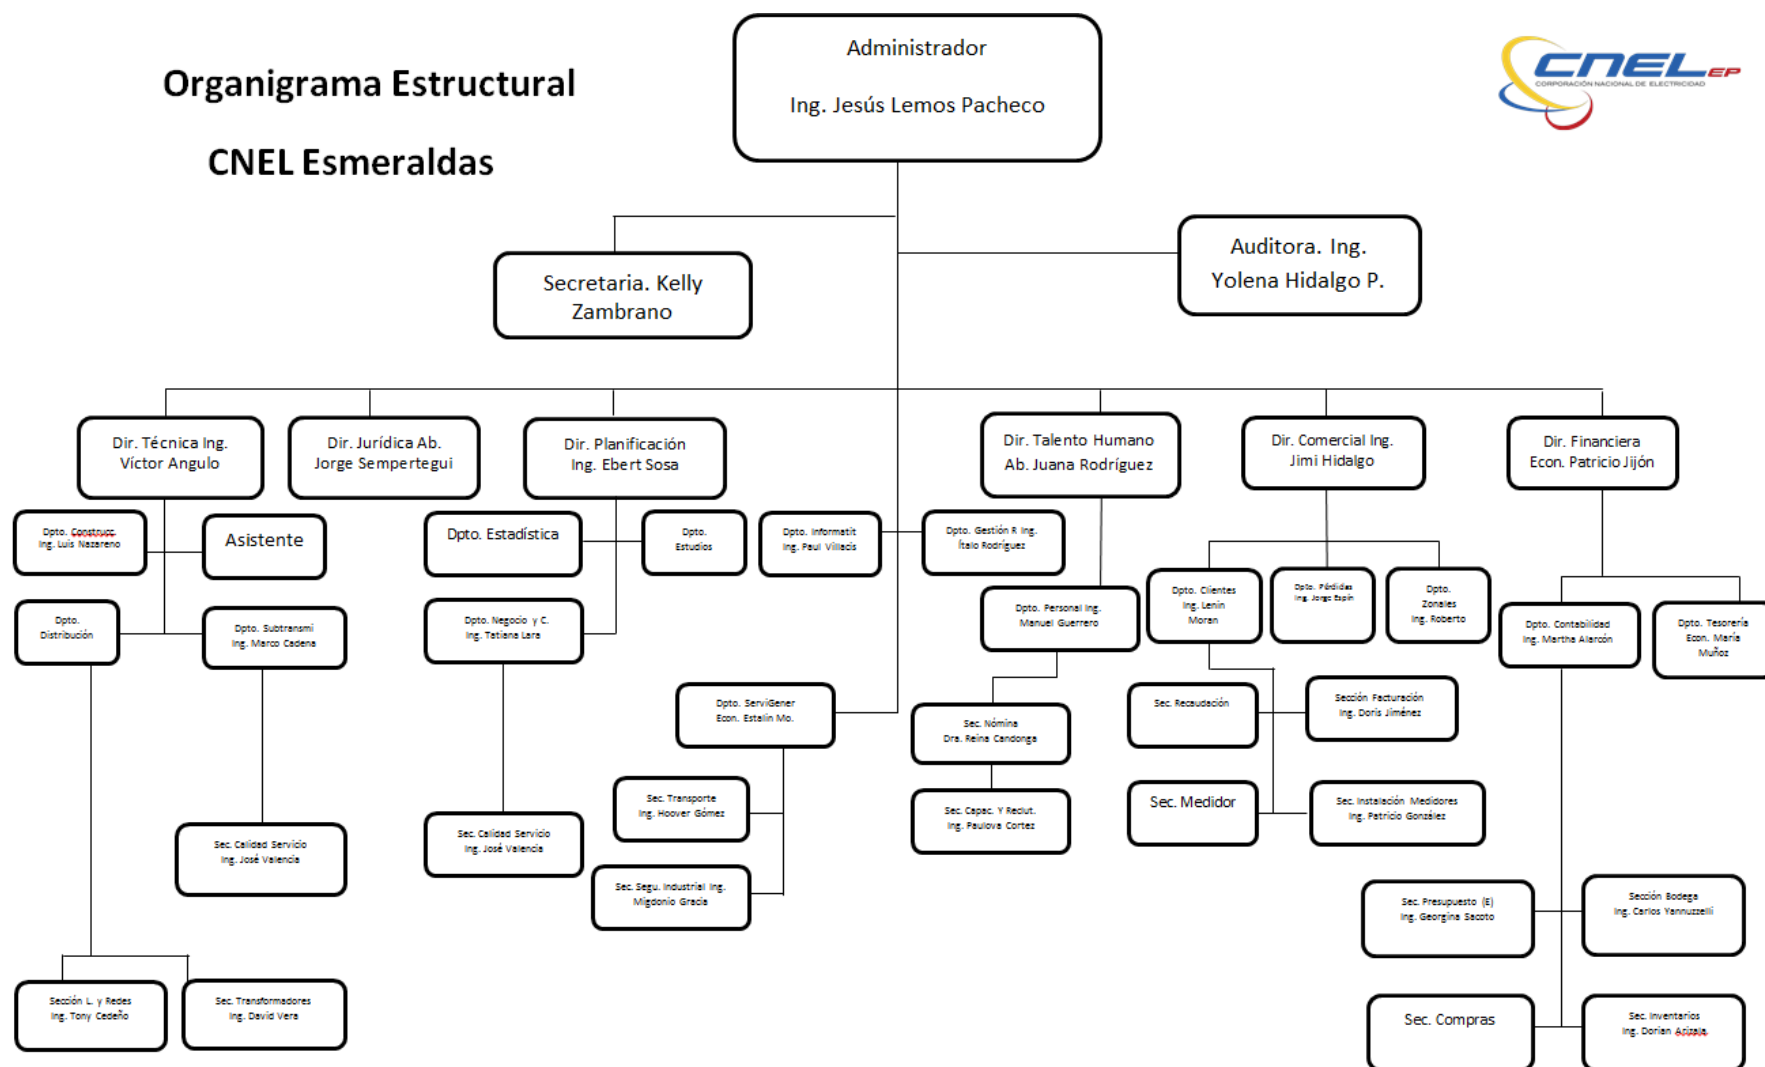 Organigrama Estructural
CNEL Esmeraldas
Administrador
Ing. Jesús Lemos Pacheco
CNEL EP
CORPORACIÓN NACIONAL DE ELECTRICIDAD
Secretaria. Kelly
Zambrano
Auditora. Ing.
Yolena Hidalgo P.
Dir. Técnica Ing.
Víctor Angulo
Dir. Jurídica Ab.
Jorge Sempertegui
Dir. Planificación
Ing. Ebert Sosa
Dir. Talento Humano
Ab. Juana Rodríguez
Dir. Comercial Ing.
Jimi Hidalgo
Dir. Financiera
Econ. Patricio Jijón
Dpto. Construcc
Ing. Luis Nazareno
Asistente
Dpto. Estadística
Dpto.
Estudios
Dpto. Informatit
Ing. Paul Villacis
Dpto. Gestión R Ing.
Ítalo Rodríguez
Dpto. Clientes
Ing. Lenin
Moran
Dpto. Pérdidas
Ing. Jorge Espín
Dpto.
Zonales
Ing. Roberto
Dpto.
Distribución
Dpto. Subtransmi
Ing. Marco Cadena
Dpto. Negocio y C.
Ing. Tatiana Lara
Dpto. Personal Ing.
Manuel Guerrero
Dpto. Contabilidad
Ing. Martha Alarcón
Dpto. Tesorería
Econ. María
Muñoz
Dpto. ServiGener
Econ. Estalin Mo.
Sec. Nómina
Dra. Reina Candonga
Sec. Recaudación
Sección Facturación
Ing. Doris Jiménez
Sec. Transporte
Ing. Hoover Gómez
Sec. Capac. Y Reclut.
Ing. Paulova Cortez
Sec. Medidor
Sec. Instalación Medidores
Ing. Patricio González
Sec. Calidad Servicio
Ing. José Valencia
Sec. Calidad Servicio
Ing. José Valencia
Sec. Segu. Industrial Ing.
Migdonio Gracia
Sec. Presupuesto (E)
Ing. Georgina Sacoto
Sección Bodega
Ing. Carlos Yannuzzelli
Sección L. y Redes
Ing. Tony Cedeño
Sec. Transformadores
Ing. David Vera
Sec. Compras
Sec. Inventarios
Ing. Dorian Arizala